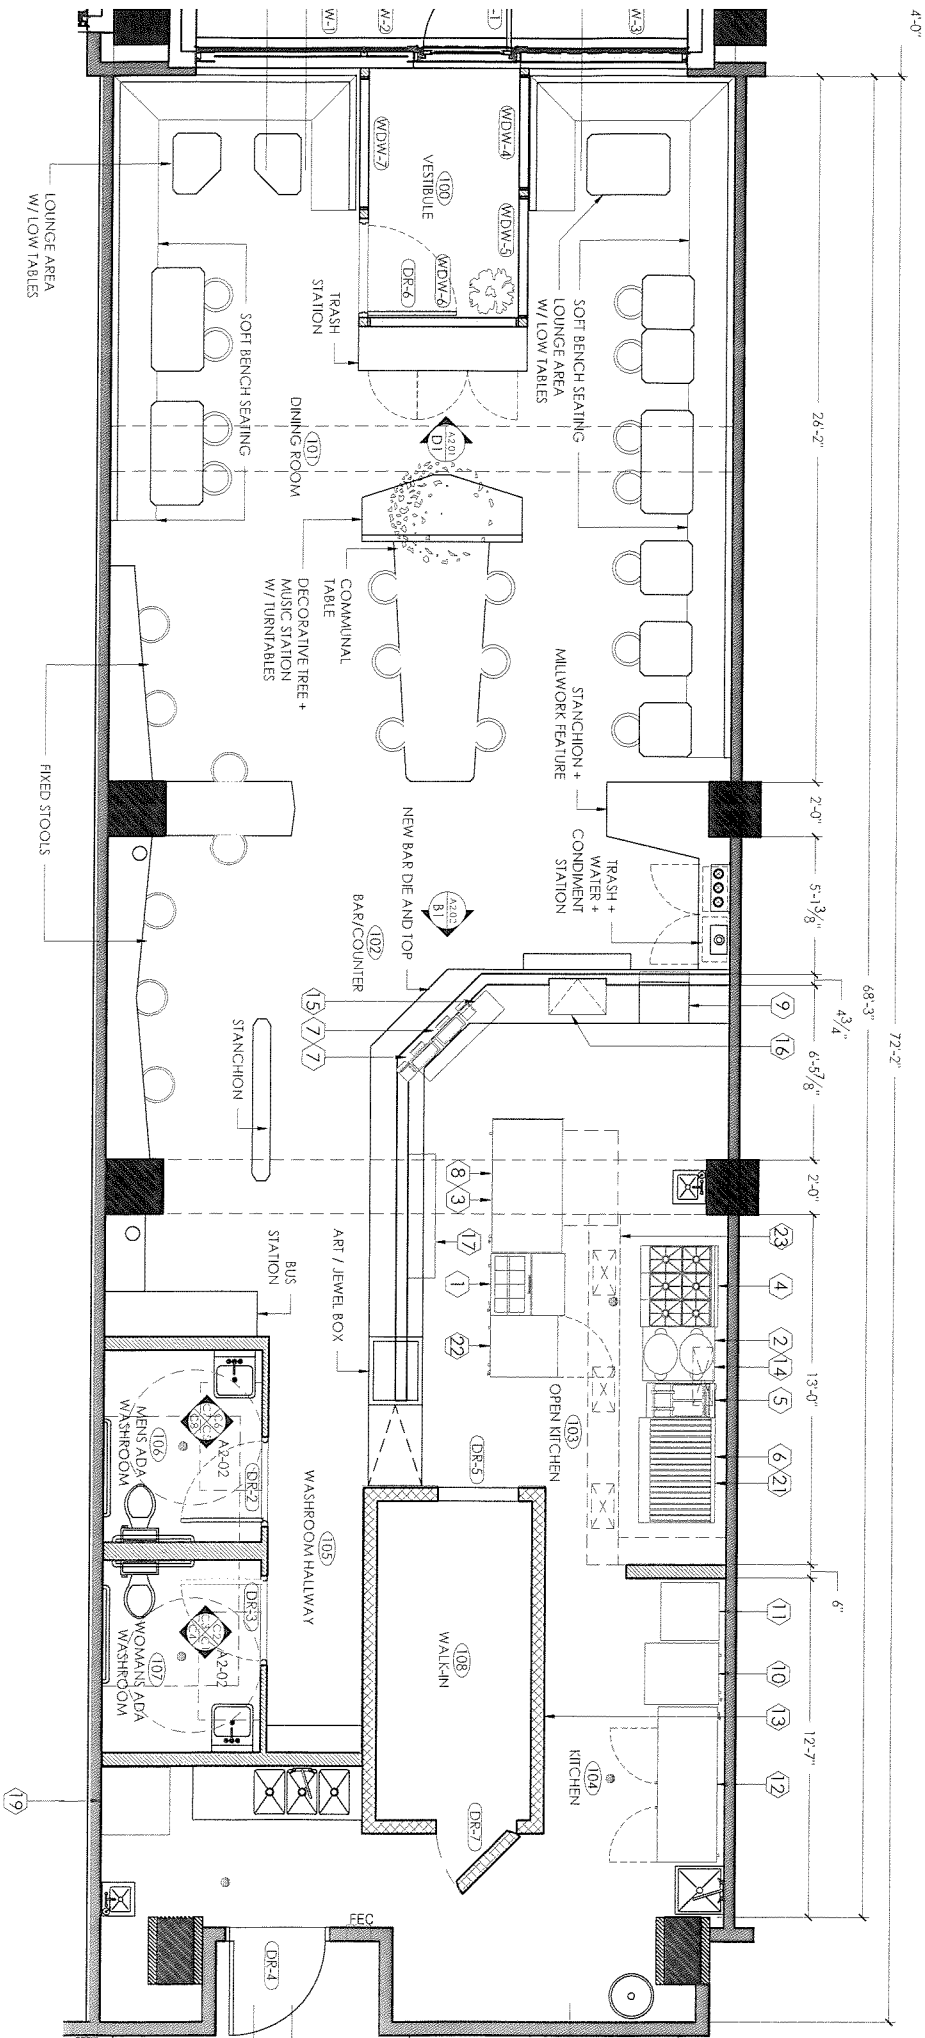 4'-0"
72'-2"
68'-3"
26'-2"
2'-0"
5'-1 3/8"
4 3/4"
6'-5 7/8"
2'-0"
13'-0"
6"
12'-7"
W-1
W-2
-1
W-3
WDW-4
WDW-5
WDW-6
WDW-7
100
VESTIBULE
DR-6
TRASH
STATION
LOUNGE AREA
W/ LOW TABLES
LOUNGE AREA
W/ LOW TABLES
SOFT BENCH SEATING
SOFT BENCH SEATING
101
DINING ROOM
A2.01
D1
COMMUNAL
TABLE
DECORATIVE TREE +
MUSIC STATION
W/ TURNTABLES
STANCHION +
MILLWORK FEATURE
TRASH +
WATER +
CONDIMENT
STATION
FIXED STOOLS
NEW BAR DIE AND TOP
A2.02
B1
102
BAR/COUNTER
STANCHION
15
7
7
9
16
8
3
17
1
22
23
4
2
14
5
6
21
11
10
13
12
19
BUS
STATION
ART / JEWEL BOX
103
OPEN KITCHEN
DR-5
105
WASHROOM HALLWAY
106
MENS ADA
WASHROOM
A2-02
DR-2
107
WOMANS ADA
WASHROOM
A2-02
DR-3
108
WALK-IN
DR-7
104
KITCHEN
FEC
DR-4